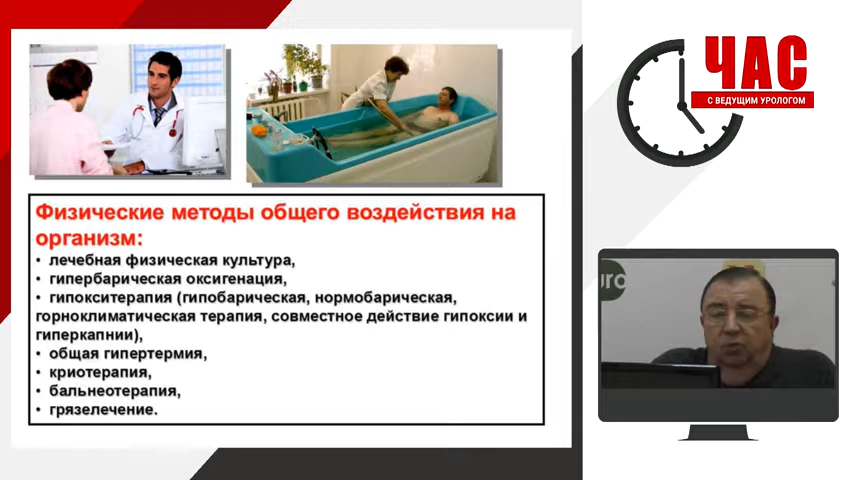 ЧАС
С ВЕДУЩИМ УРОЛОГОМ
Физические методы общего воздействия на
организм:
• лечебная физическая культура,
• гипербарическая оксигенация,
• гипокситерапия (гипобарическая, нормобарическая,
горноклиматическая терапия, совместное действие гипоксии и
гиперкапнии),
• общая гипертермия,
• криотерапия,
• бальнеотерапия,
• грязелечение.
uro